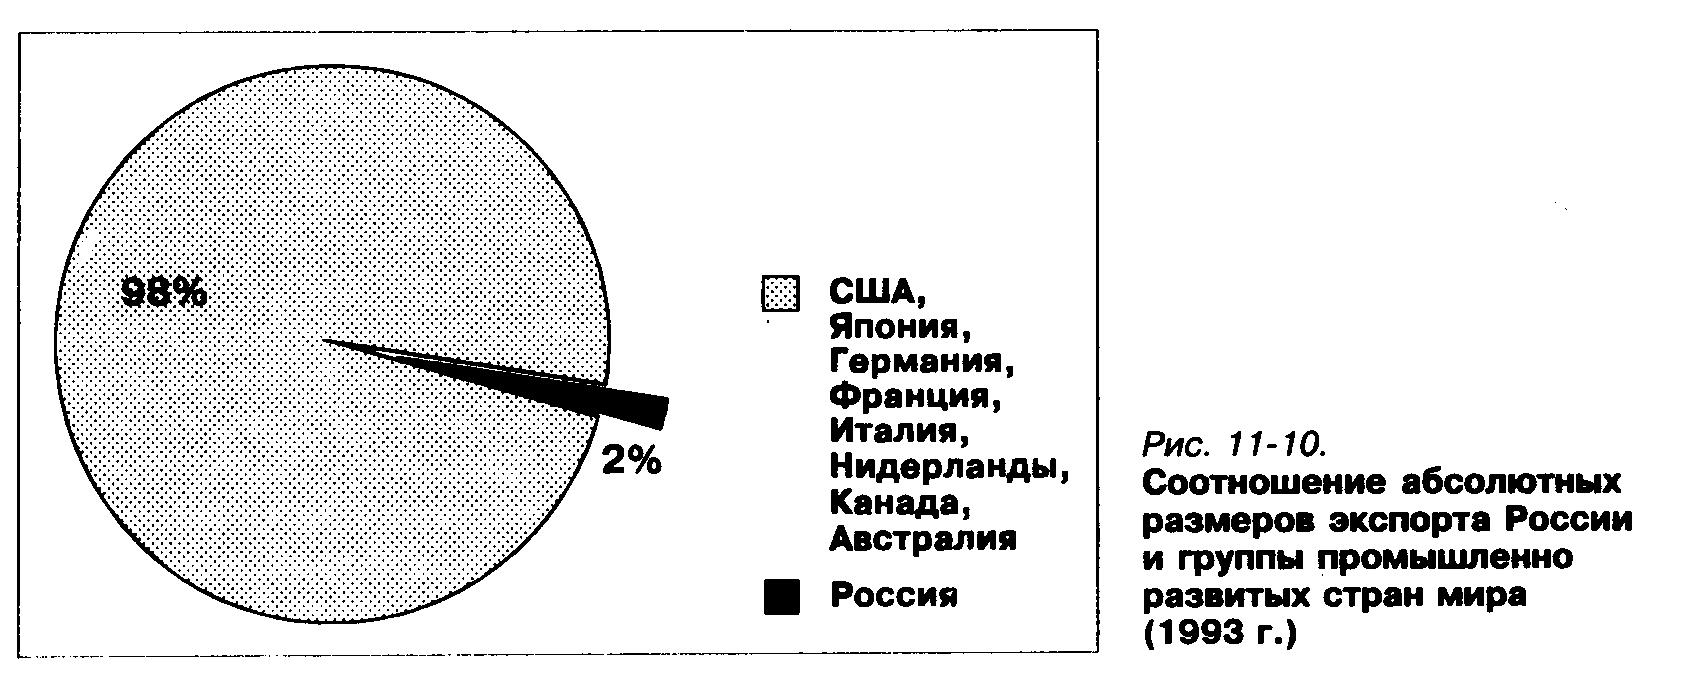 98%
2%
США,
Япония,
Германия,
Франция,
Италия,
Нидерланды,
Канада,
Австралия
Россия
Рис. 11-10.
Соотношение абсолютных
размеров экспорта России
и группы промышленно
развитых стран мира
(1993 г.)